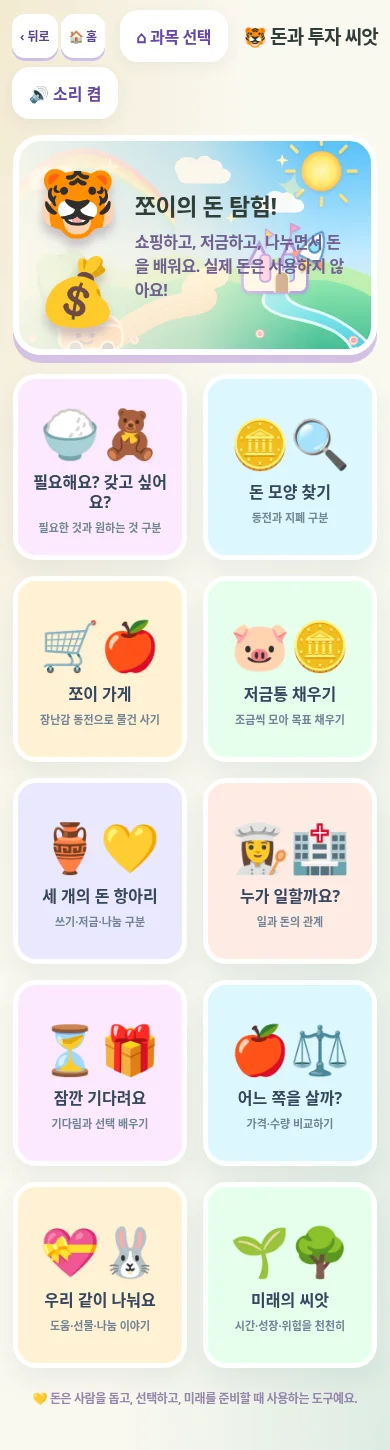 ‹ 뒤로
🏠 홈
⌂ 과목 선택
🐯 돈과 투자 씨앗
🔊 소리 켬
쪼이의 돈 탐험!
쇼핑하고, 저금하고, 나누면서 돈
을 배워요. 실제 돈은 사용하지 않
아요!
필요해요? 갖고 싶어
요?
필요한 것과 원하는 것 구분
돈 모양 찾기
동전과 지폐 구분
쪼이 가게
장난감 동전으로 물건 사기
저금통 채우기
조금씩 모아 목표 채우기
세 개의 돈 항아리
쓰기·저금·나눔 구분
누가 일할까요?
일과 돈의 관계
잠깐 기다려요
기다림과 선택 배우기
어느 쪽을 살까?
가격·수량 비교하기
우리 같이 나눠요
도움·선물·나눔 이야기
미래의 씨앗
시간·성장·위험을 천천히
💛 돈은 사람을 돕고, 선택하고, 미래를 준비할 때 사용하는 도구예요.